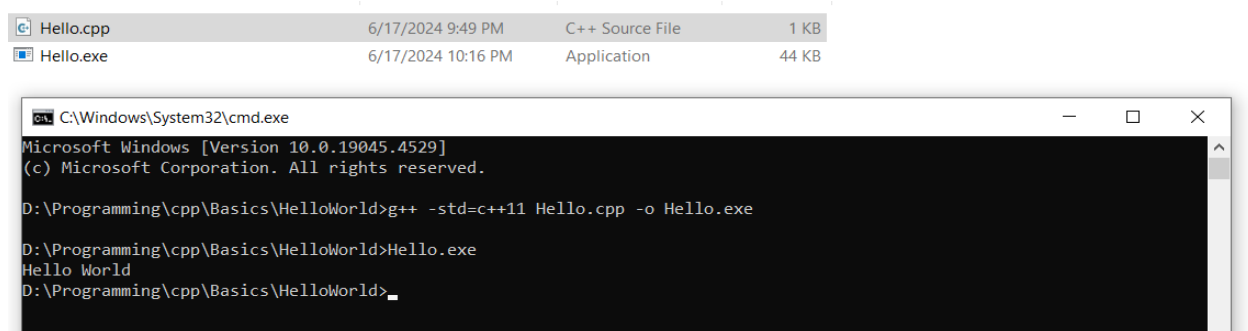 Hello.cpp 6/17/2024 9:49 PM C++ Source File 1 KB
Hello.exe 6/17/2024 10:16 PM Application 44 KB
C:\Windows\System32\cmd.exe
Microsoft Windows [Version 10.0.19045.4529]
(c) Microsoft Corporation. All rights reserved.
D:\Programming\cpp\Basics\HelloWorld>g++ -std=c++11 Hello.cpp -o Hello.exe
D:\Programming\cpp\Basics\HelloWorld>Hello.exe
Hello World
D:\Programming\cpp\Basics\HelloWorld>